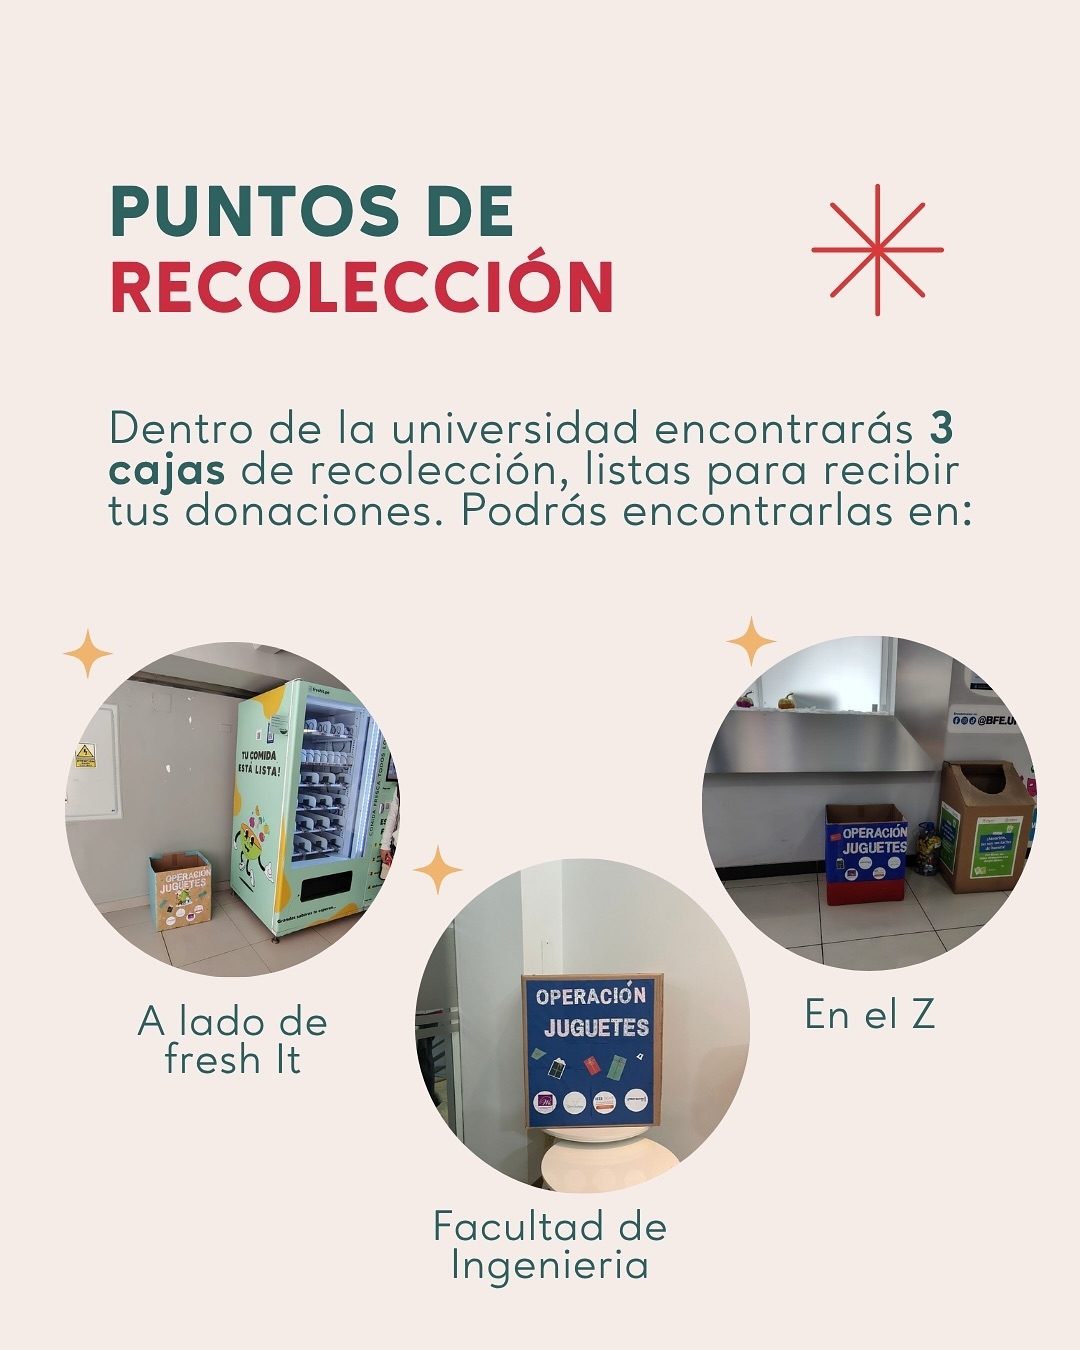 PUNTOS DE
RECOLECCIÓN
Dentro de la universidad encontrarás 3
cajas de recolección, listas para recibir
tus donaciones. Podrás encontrarlas en:
TU COMIDA
ESTÁ LISTA!
OPERACIÓN
JUGUETES
A lado de
fresh It
OPERACIÓN
JUGUETES
Facultad de
Ingenieria
@BFE.U
OPERACIÓN
JUGUETES
En el Z